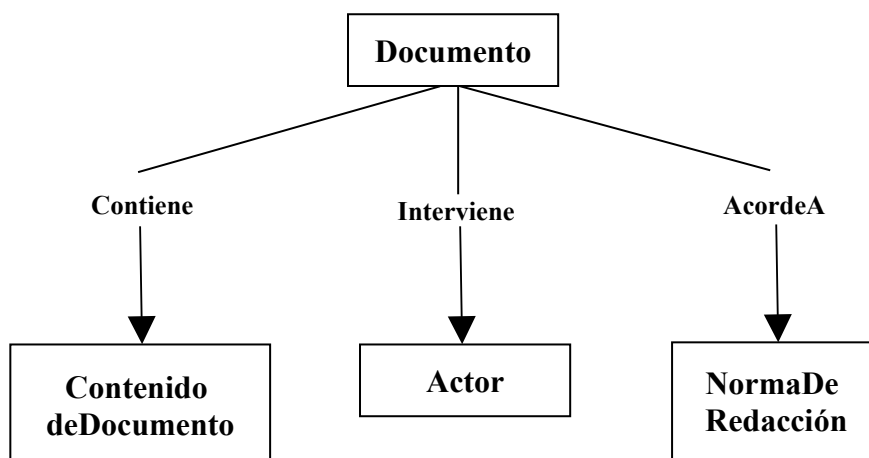 Documento
Contiene
Interviene
AcordeA
Contenido
deDocumento
Actor
NormaDe
Redacción